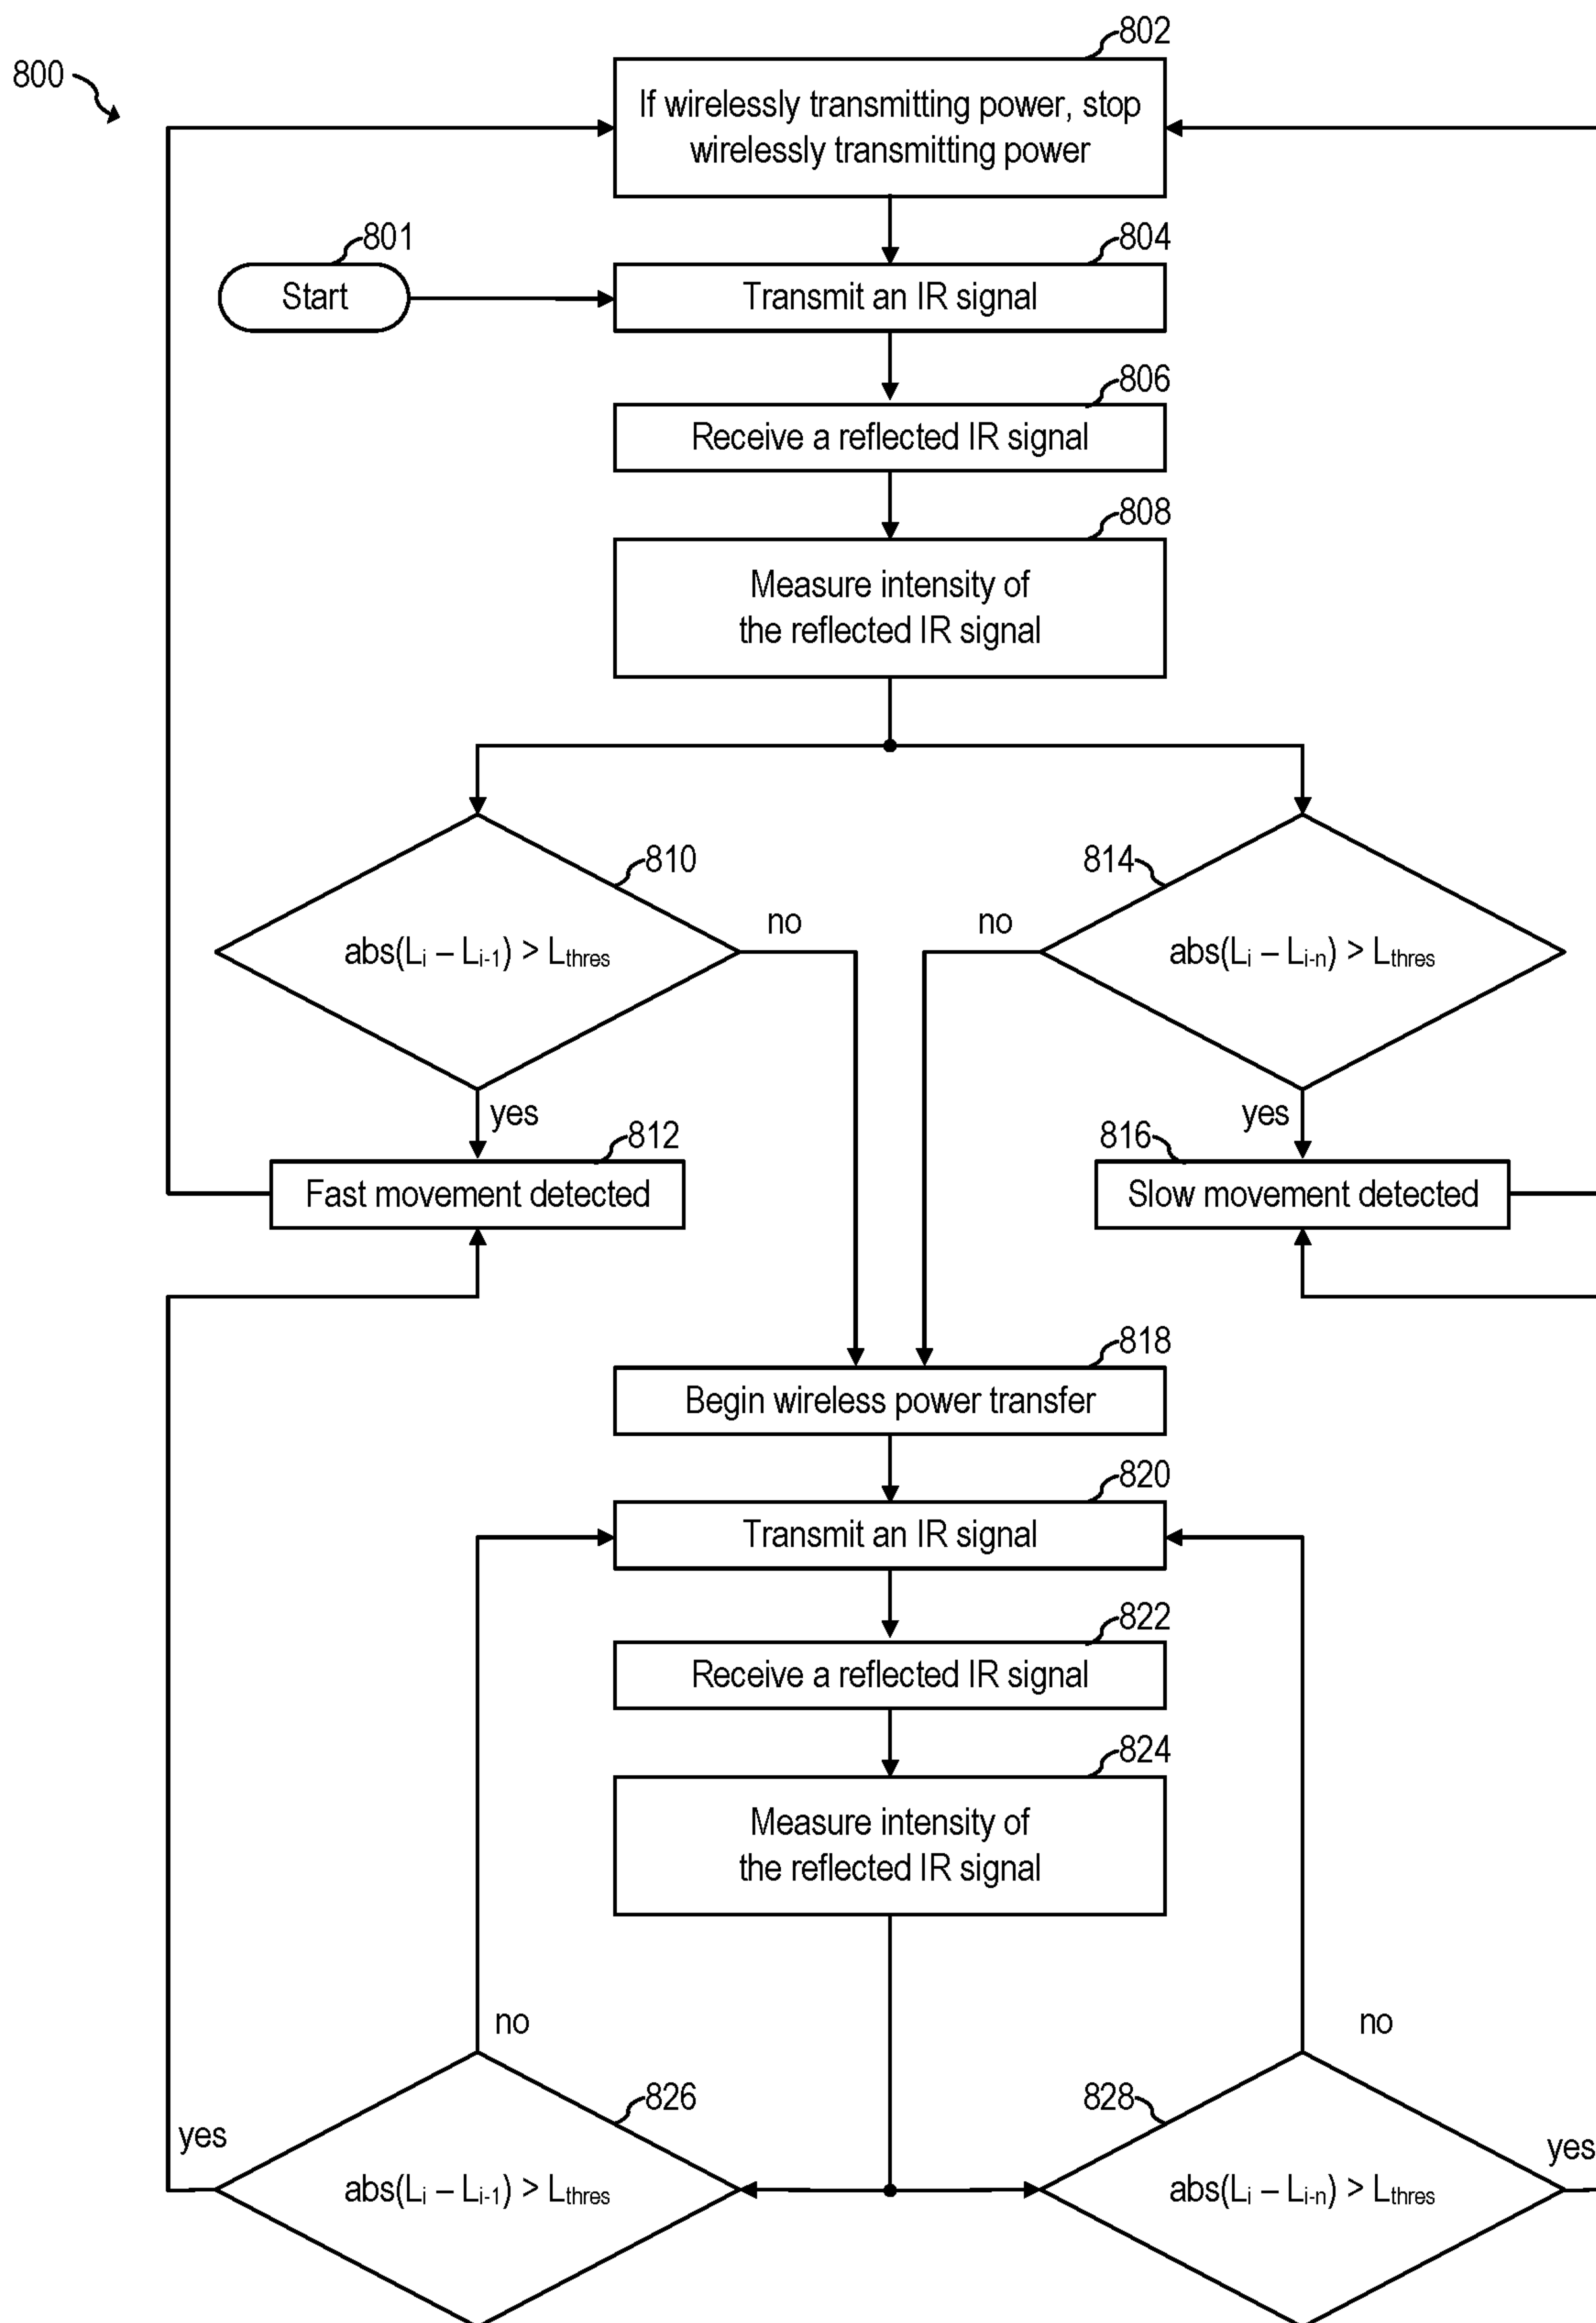 800
802
If wirelessly transmitting power, stop
wirelessly transmitting power
801
Start
804
Transmit an IR signal
806
Receive a reflected IR signal
808
Measure intensity of
the reflected IR signal
810
abs(Lᵢ – Lᵢ₋₁) > Lₜₕᵣₑₛ
no
yes
814
abs(Lᵢ – Lᵢ₋ₙ) > Lₜₕᵣₑₛ
no
yes
812
Fast movement detected
816
Slow movement detected
818
Begin wireless power transfer
820
Transmit an IR signal
822
Receive a reflected IR signal
824
Measure intensity of
the reflected IR signal
no
826
yes
abs(Lᵢ – Lᵢ₋₁) > Lₜₕᵣₑₛ
no
828
yes
abs(Lᵢ – Lᵢ₋ₙ) > Lₜₕᵣₑₛ